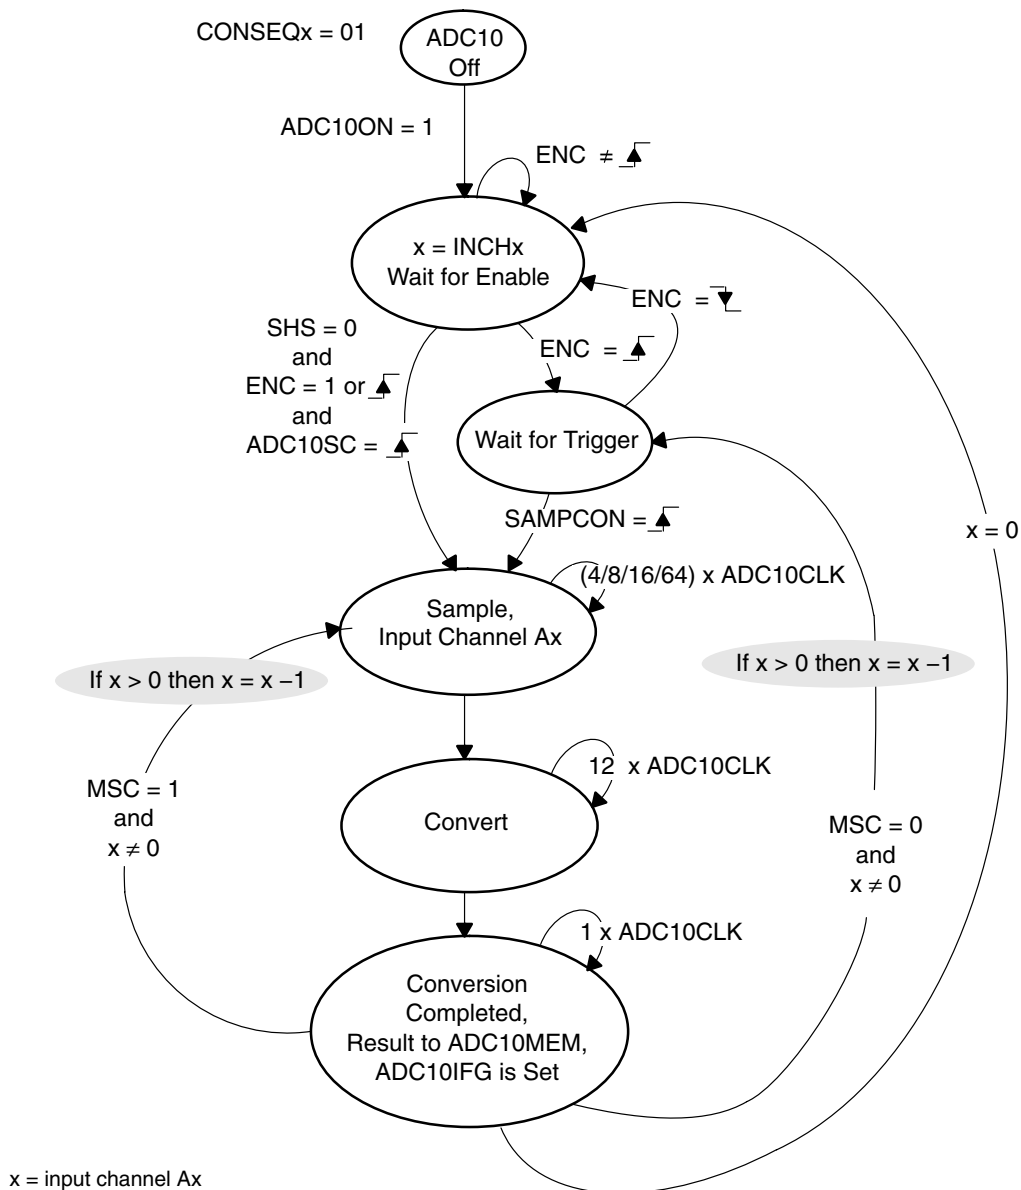 CONSEQx = 01
ADC10
Off
ADC10ON = 1
ENC ≠
x = INCHx
Wait for Enable
ENC =
SHS = 0
and
ENC = 1 or
and
ADC10SC =
ENC =
Wait for Trigger
SAMPCON =
x = 0
(4/8/16/64) x ADC10CLK
Sample,
Input Channel Ax
If x > 0 then x = x −1
If x > 0 then x = x −1
12 x ADC10CLK
MSC = 1
and
x ≠ 0
Convert
MSC = 0
and
x ≠ 0
1 x ADC10CLK
Conversion
Completed,
Result to ADC10MEM,
ADC10IFG is Set
x = input channel Ax